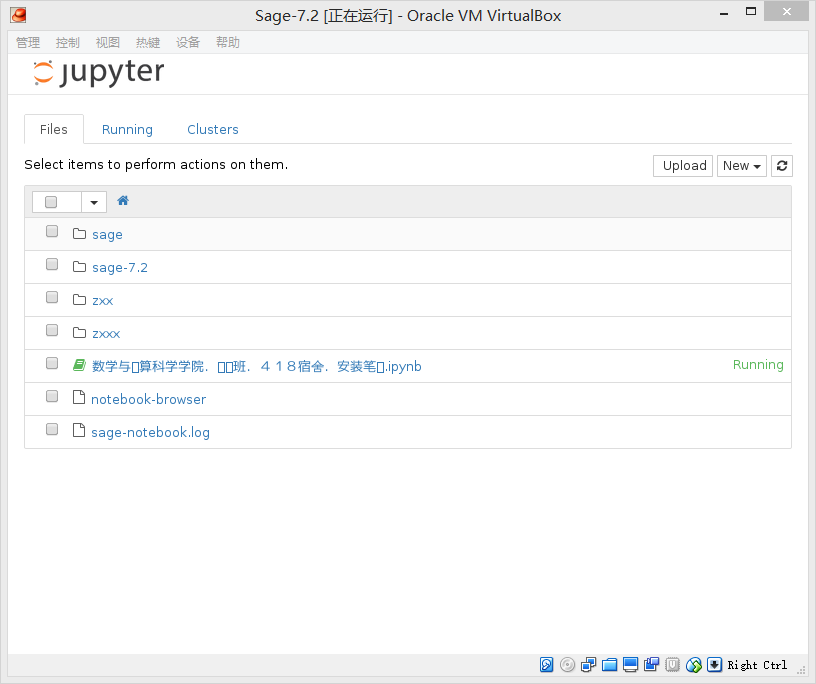 Sage-7.2 [正在运行] - Oracle VM VirtualBox
管理 控制 视图 热键 设备 帮助
jupyter
Files Running Clusters
Select items to perform actions on them.
Upload New
sage
sage-7.2
zxx
zxxx
数学与▯算科学学院．▯▯班．４１８宿舍．安装笔▯.ipynb Running
notebook-browser
sage-notebook.log
Right Ctrl